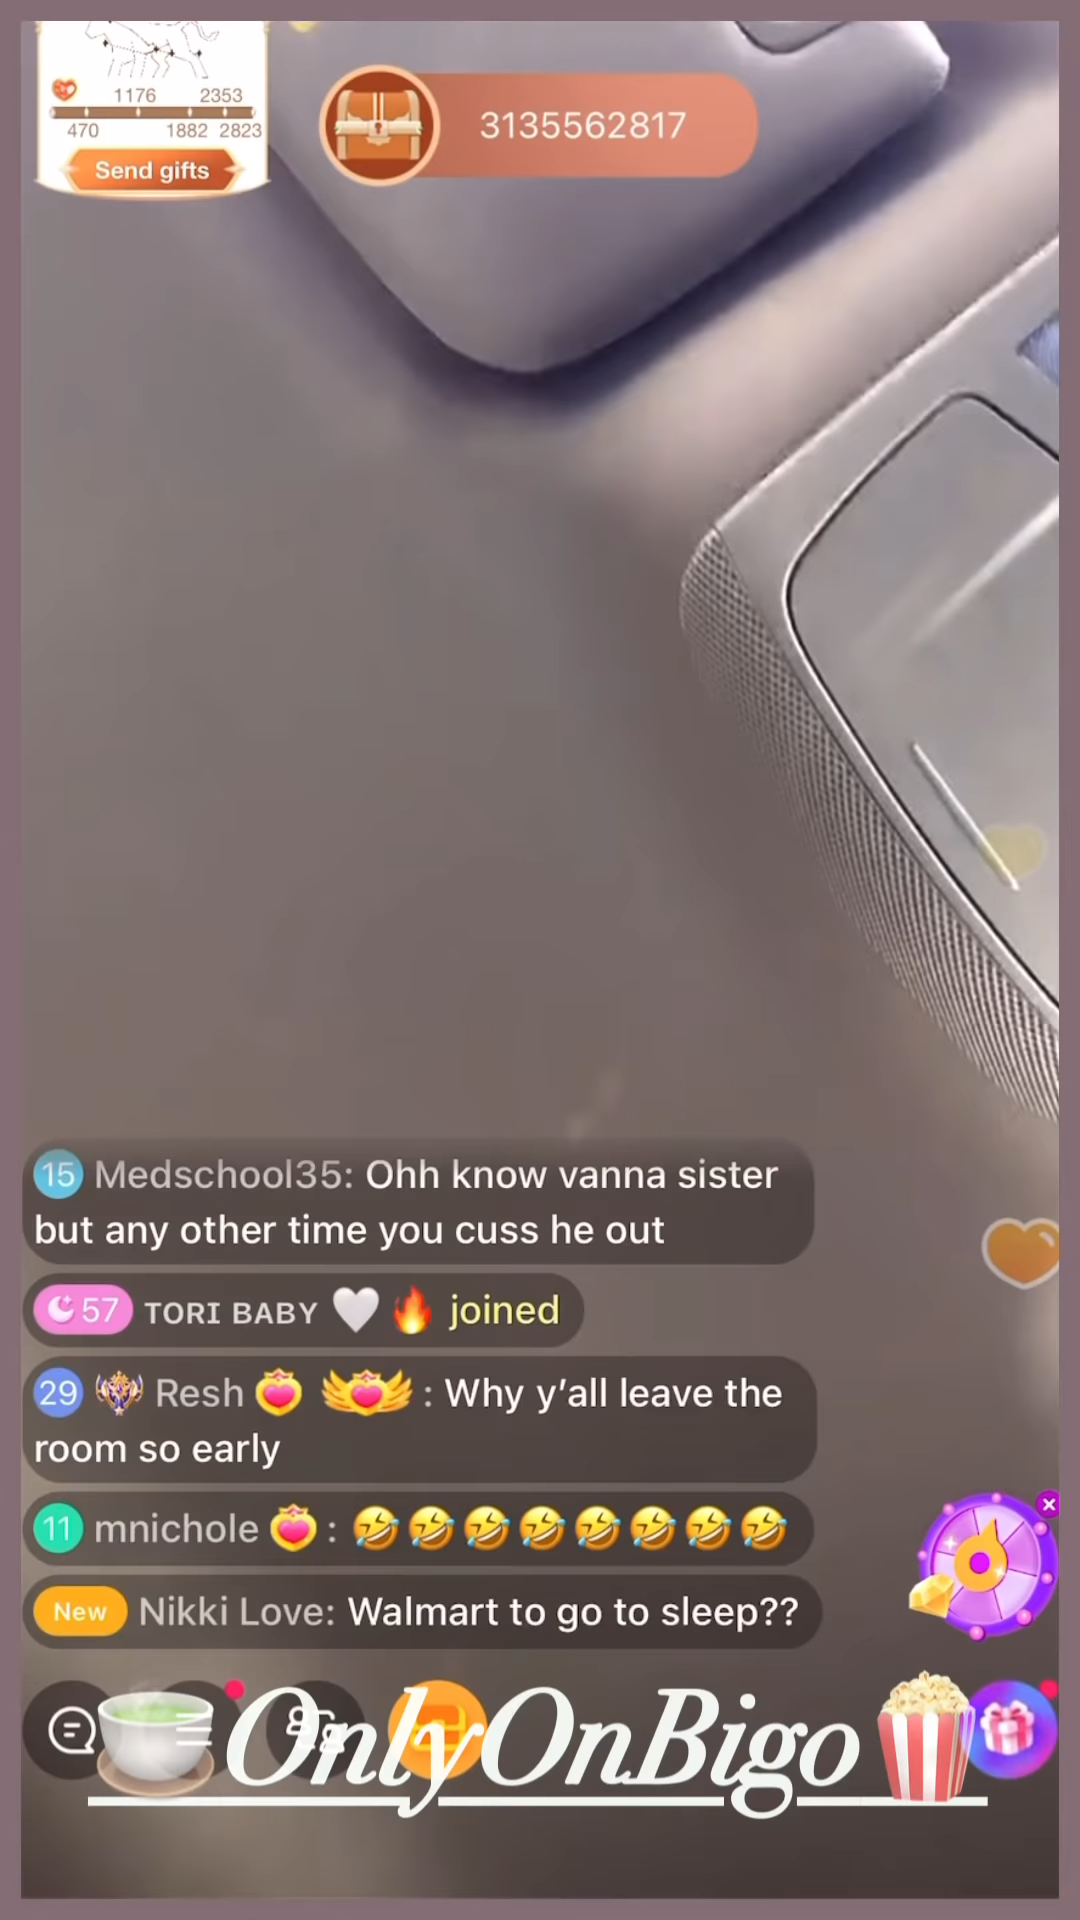 1176 2353
470 1882 2823
Send gifts
3135562817
15 Medschool35: Ohh know vanna sister
but any other time you cuss he out
57 ᴛᴏʀɪ ʙᴀʙʏ 🤍🔥 joined
29 Resh : Why y’all leave the
room so early
11 mnichole : 🤣🤣🤣🤣🤣🤣🤣🤣
New Nikki Love: Walmart to go to sleep??
🍵OnlyOnBigo🍿